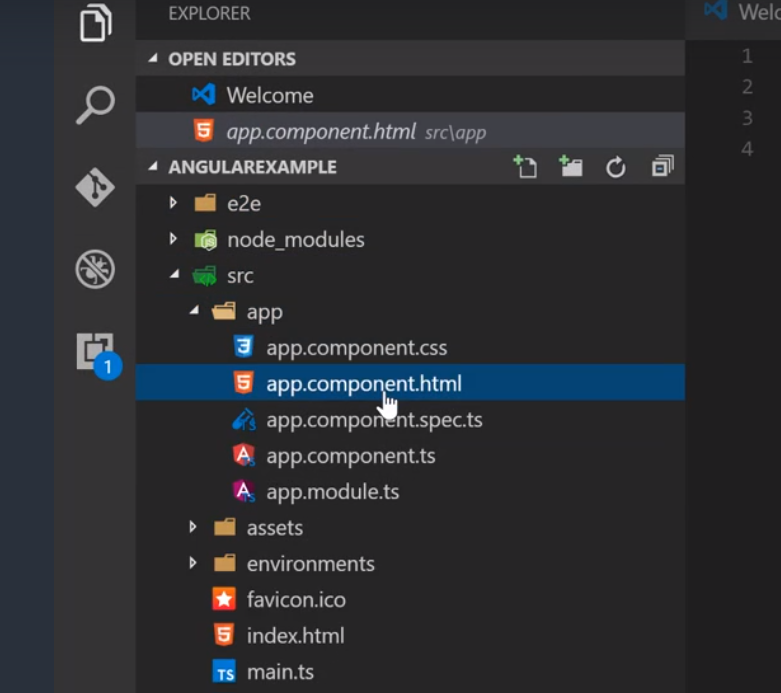 EXPLORER
OPEN EDITORS
Welcome
app.component.html src\app
ANGULAREXAMPLE
e2e
node_modules
src
app
app.component.css
app.component.html
app.component.spec.ts
app.component.ts
app.module.ts
assets
environments
favicon.ico
index.html
TS main.ts
1
Welc
1
2
3
4